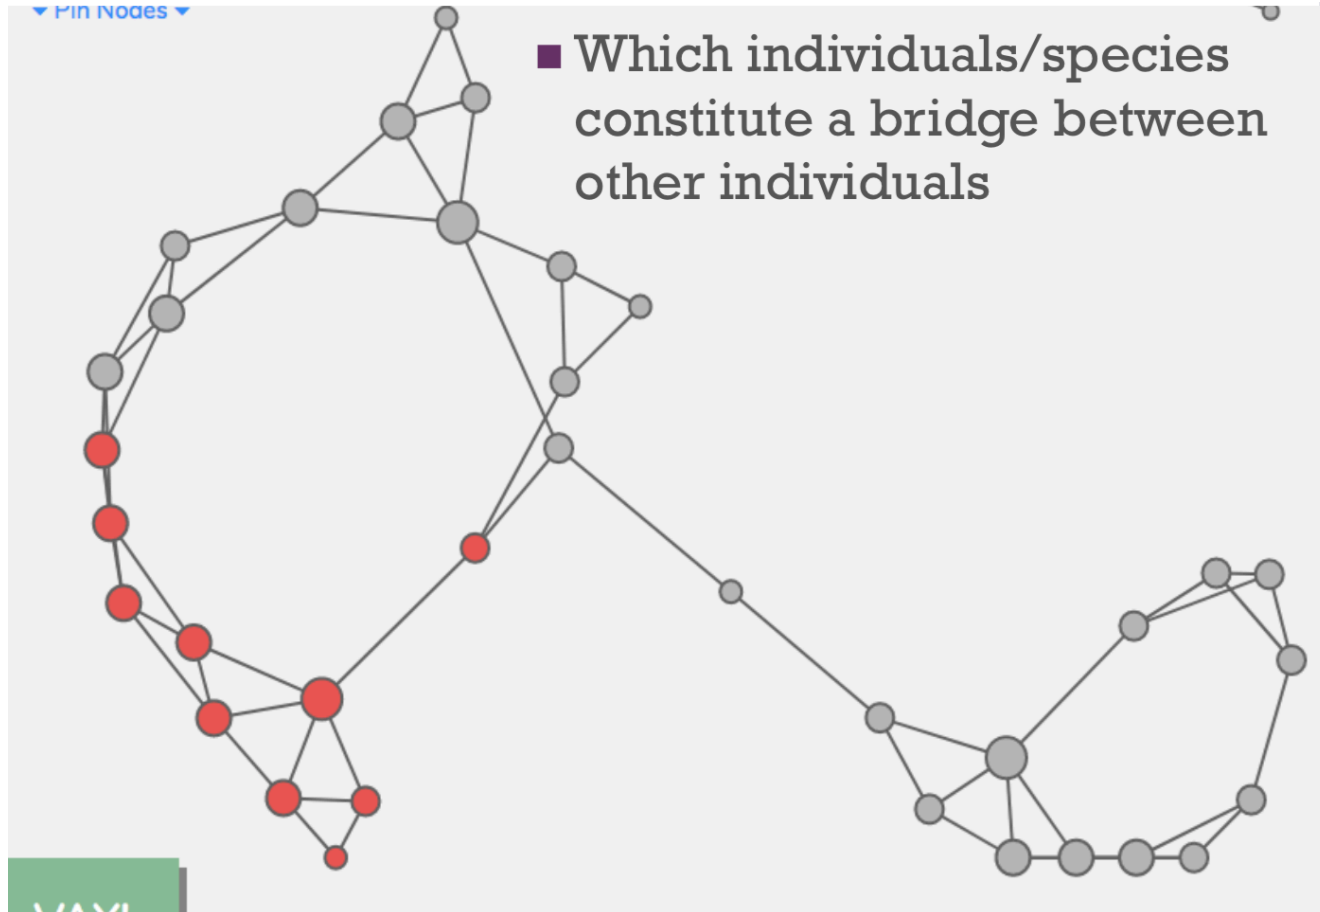 Pin Nodes
Which individuals/species
constitute a bridge between
other individuals